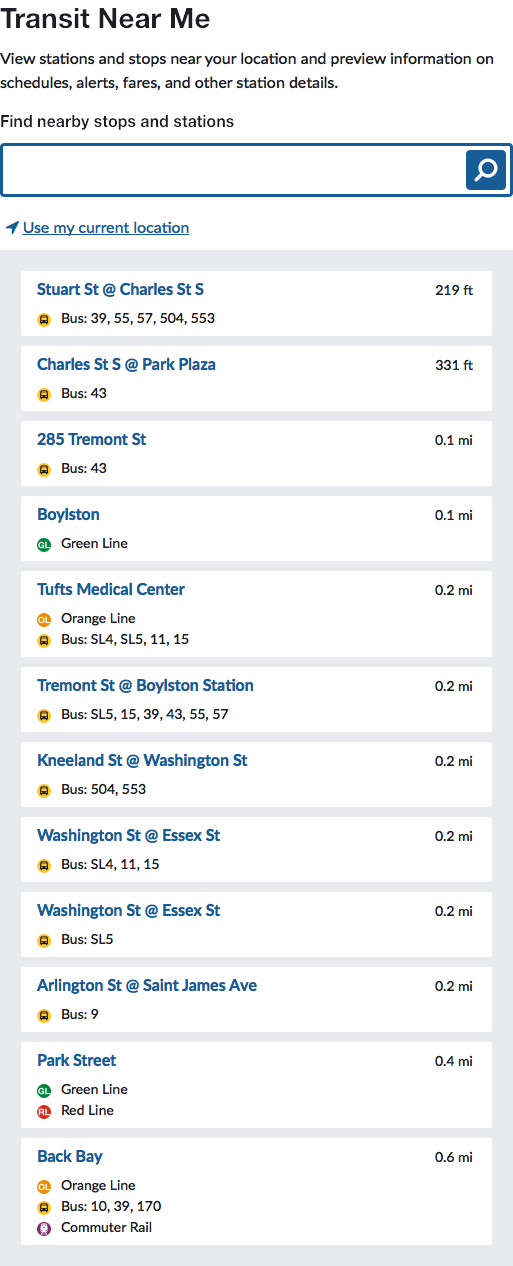 Transit Near Me
View stations and stops near your location and preview information on
schedules, alerts, fares, and other station details.
Find nearby stops and stations
Use my current location
Stuart St @ Charles St S 219 ft
Bus: 39, 55, 57, 504, 553
Charles St S @ Park Plaza 331 ft
Bus: 43
285 Tremont St 0.1 mi
Bus: 43
Boylston 0.1 mi
GL Green Line
Tufts Medical Center 0.2 mi
OL Orange Line
Bus: SL4, SL5, 11, 15
Tremont St @ Boylston Station 0.2 mi
Bus: SL5, 15, 39, 43, 55, 57
Kneeland St @ Washington St 0.2 mi
Bus: 504, 553
Washington St @ Essex St 0.2 mi
Bus: SL4, 11, 15
Washington St @ Essex St 0.2 mi
Bus: SL5
Arlington St @ Saint James Ave 0.2 mi
Bus: 9
Park Street 0.4 mi
GL Green Line
RL Red Line
Back Bay 0.6 mi
OL Orange Line
Bus: 10, 39, 170
Commuter Rail